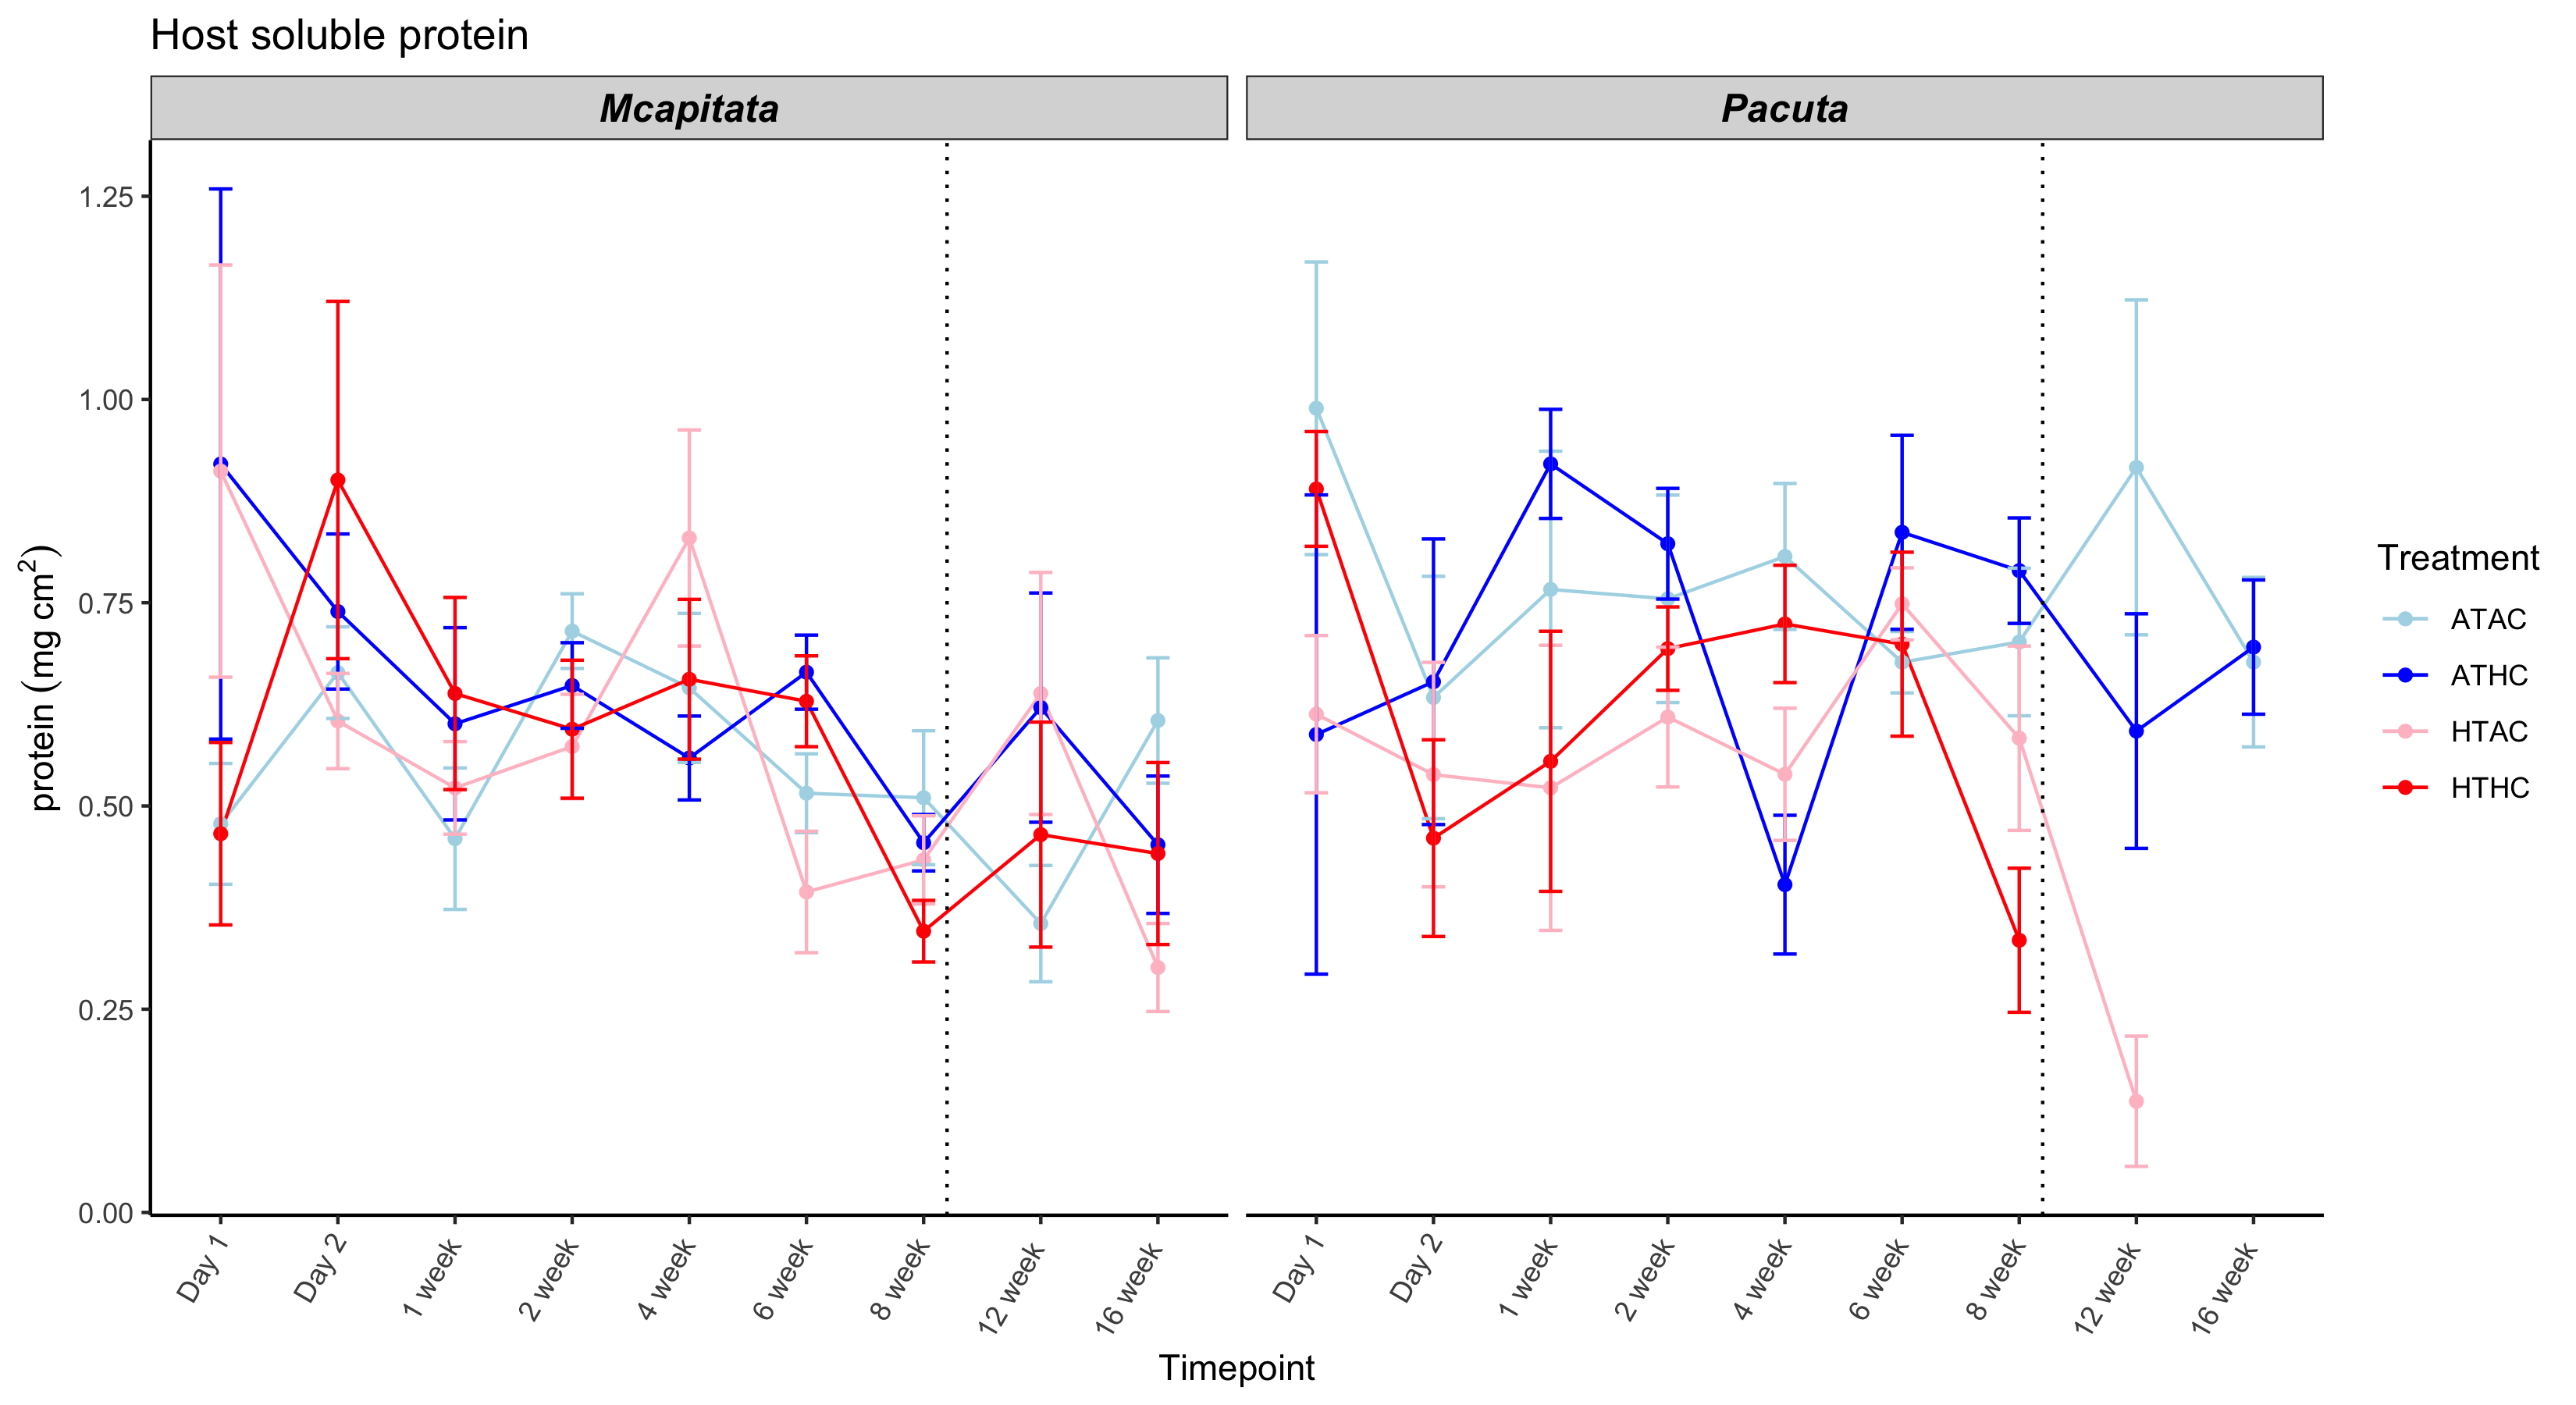 Host soluble protein
Mcapitata
Pacuta
protein (mg cm²)
1.25
1.00
0.75
0.50
0.25
0.00
Day 1
Day 2
1 week
2 week
4 week
6 week
8 week
12 week
16 week
Day 1
Day 2
1 week
2 week
4 week
6 week
8 week
12 week
16 week
Timepoint
Treatment
ATAC
ATHC
HTAC
HTHC